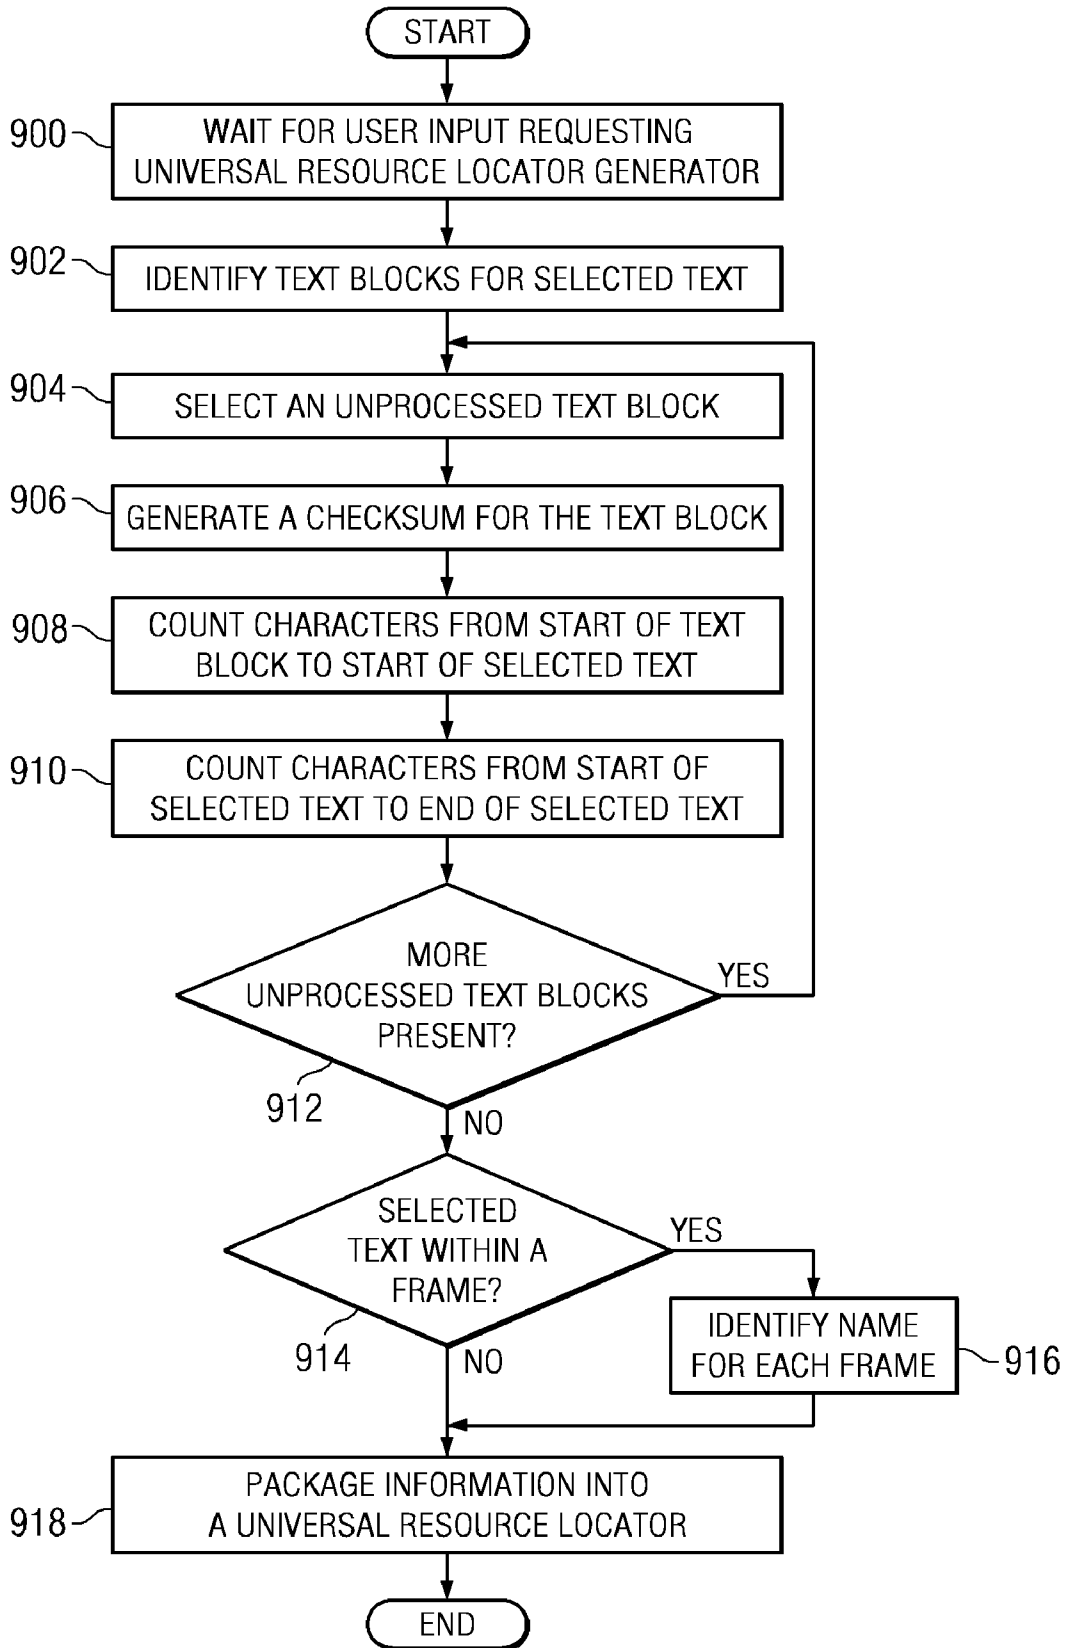 START
900
WAIT FOR USER INPUT REQUESTING
UNIVERSAL RESOURCE LOCATOR GENERATOR
902
IDENTIFY TEXT BLOCKS FOR SELECTED TEXT
904
SELECT AN UNPROCESSED TEXT BLOCK
906
GENERATE A CHECKSUM FOR THE TEXT BLOCK
908
COUNT CHARACTERS FROM START OF TEXT
BLOCK TO START OF SELECTED TEXT
910
COUNT CHARACTERS FROM START OF
SELECTED TEXT TO END OF SELECTED TEXT
MORE
UNPROCESSED TEXT BLOCKS
PRESENT?
YES
912
NO
SELECTED
TEXT WITHIN A
FRAME?
YES
914
NO
IDENTIFY NAME
FOR EACH FRAME
916
918
PACKAGE INFORMATION INTO
A UNIVERSAL RESOURCE LOCATOR
END